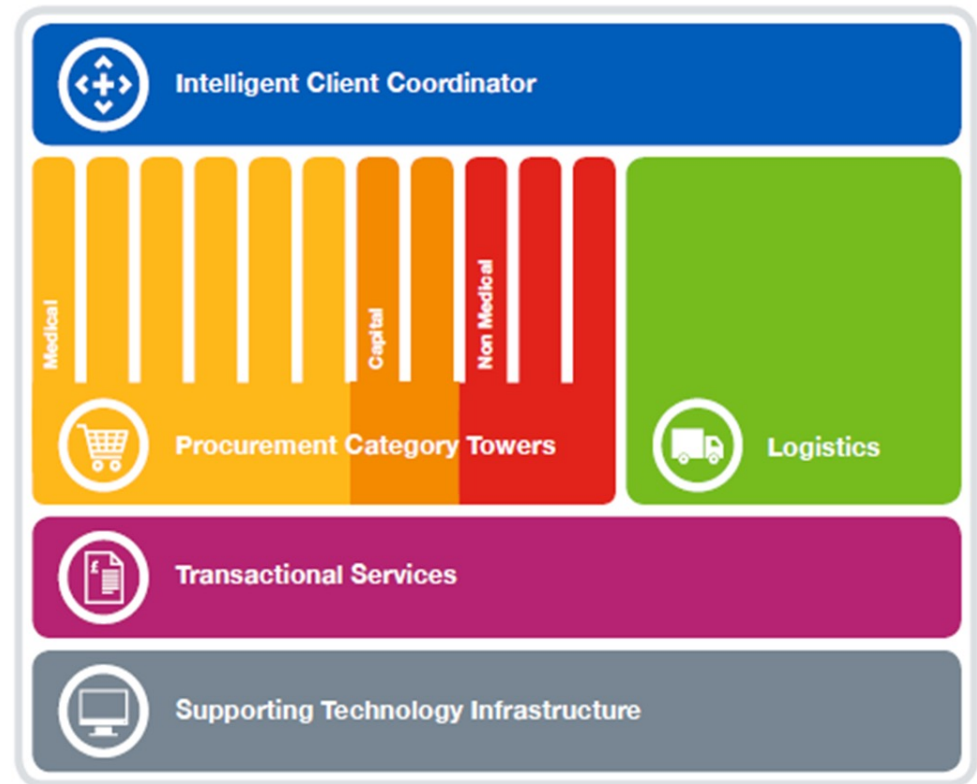 Intelligent Client Coordinator
Medical
Capital
Non Medical
Procurement Category Towers
Logistics
£
Transactional Services
Supporting Technology Infrastructure